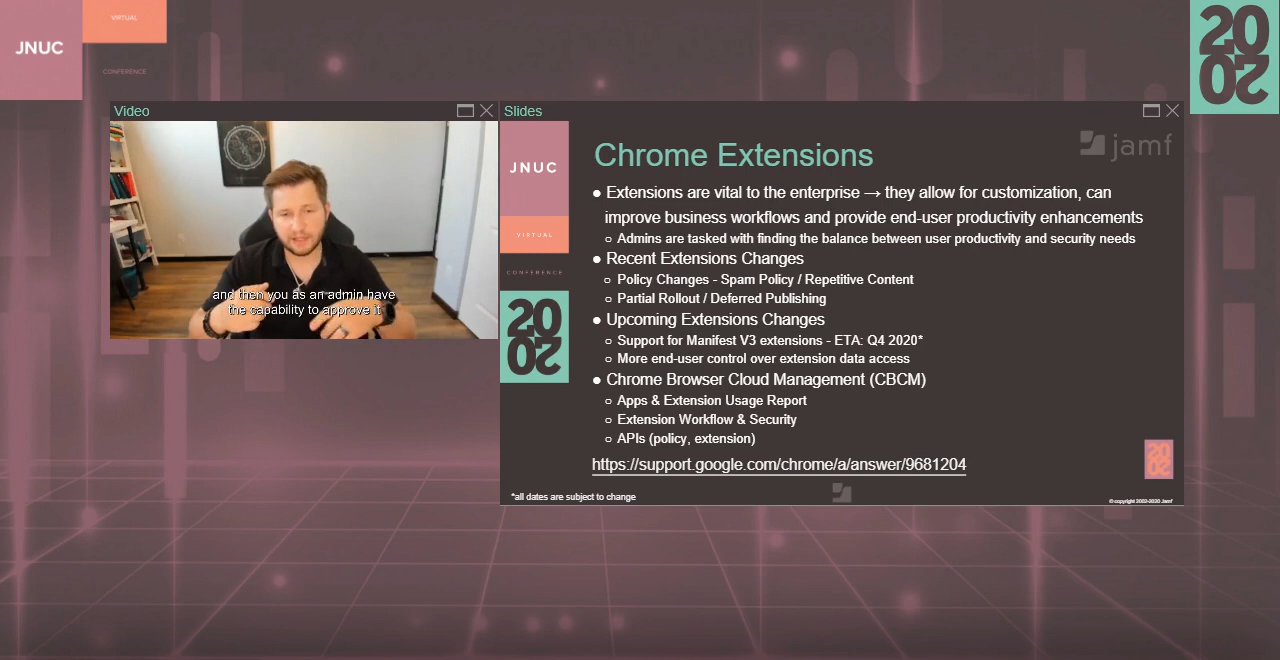 JNUC
VIRTUAL
CONFERENCE
2020
Video
and then you as an admin have
the capability to approve it
Slides
JNUC
VIRTUAL
CONFERENCE
2020
jamf
Chrome Extensions
● Extensions are vital to the enterprise → they allow for customization, can
improve business workflows and provide end-user productivity enhancements
○ Admins are tasked with finding the balance between user productivity and security needs
● Recent Extensions Changes
○ Policy Changes - Spam Policy / Repetitive Content
○ Partial Rollout / Deferred Publishing
● Upcoming Extensions Changes
○ Support for Manifest V3 extensions - ETA: Q4 2020*
○ More end-user control over extension data access
● Chrome Browser Cloud Management (CBCM)
○ Apps & Extension Usage Report
○ Extension Workflow & Security
○ APIs (policy, extension)
https://support.google.com/chrome/a/answer/9681204
2020
*all dates are subject to change
© copyright 2002-2020 Jamf